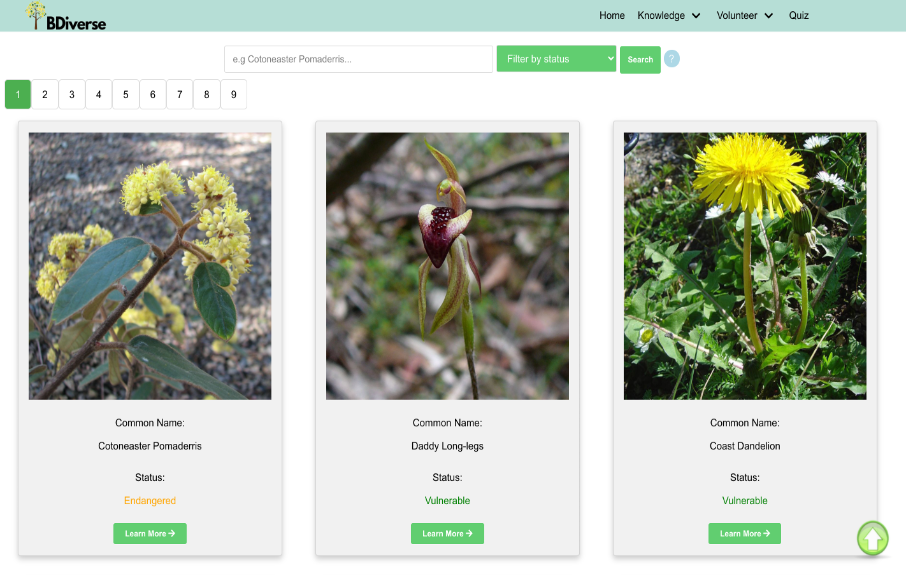 BDiverse
Home Knowledge Volunteer Quiz
e.g Cotoneaster Pomaderris... Filter by status Search ?
1 2 3 4 5 6 7 8 9
Common Name:
Cotoneaster Pomaderris
Status:
Endangered
Learn More →
Common Name:
Daddy Long-legs
Status:
Vulnerable
Learn More →
Common Name:
Coast Dandelion
Status:
Vulnerable
Learn More →